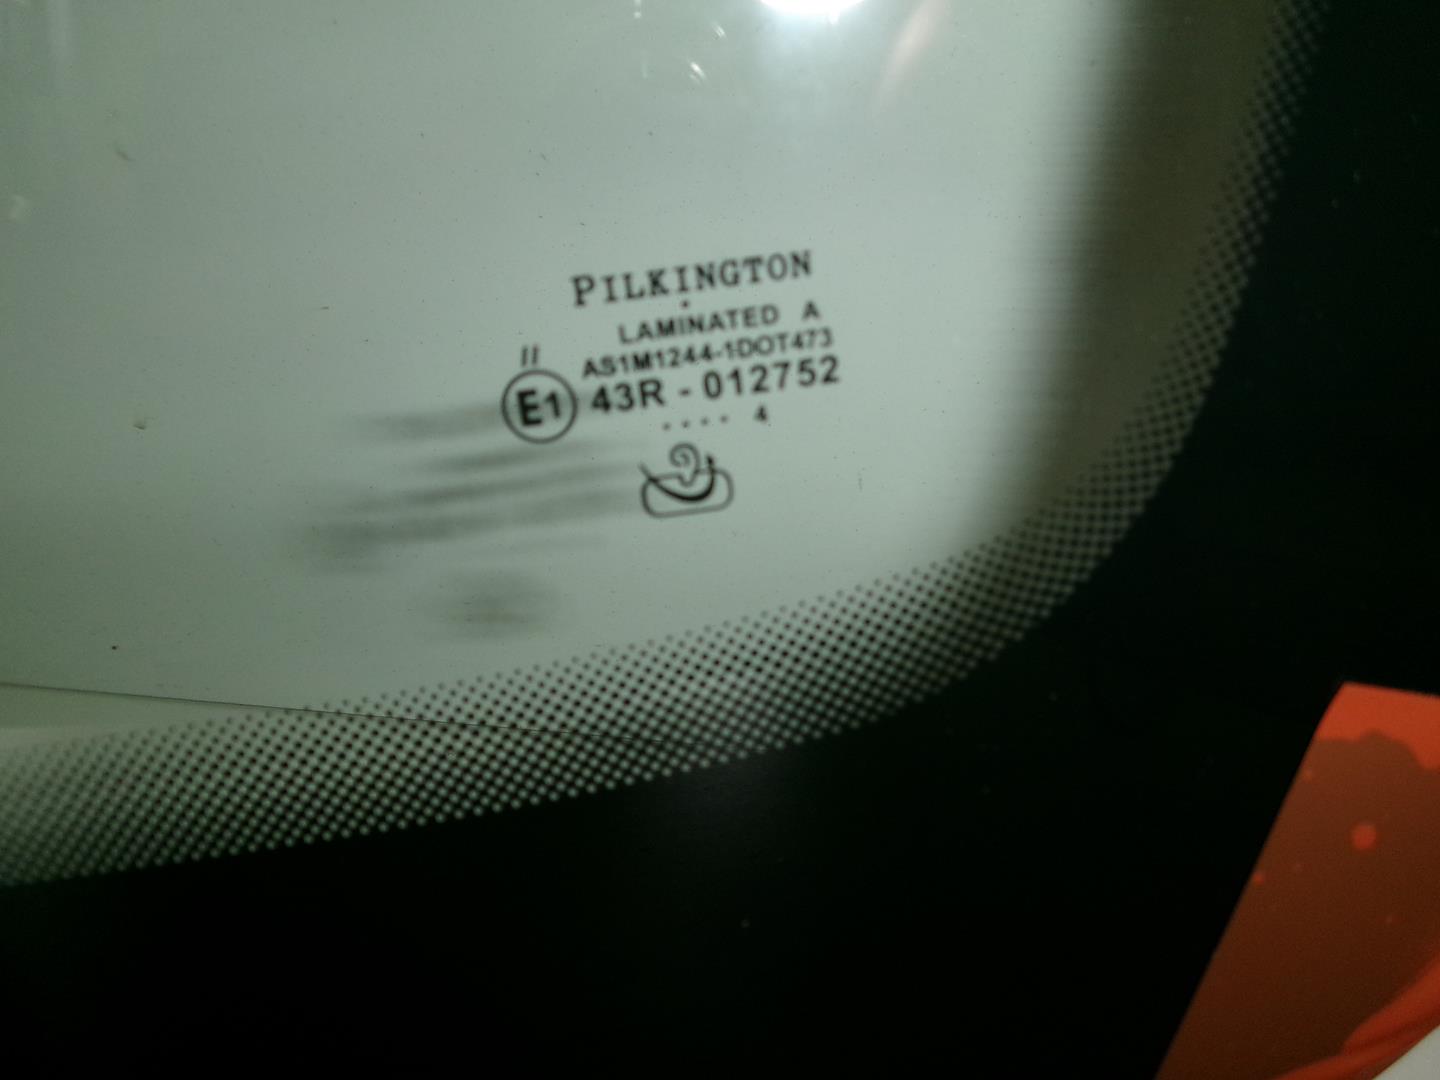 PILKINGTON
.
LAMINATED A
AS1M1244-1DOT473
II
E1 43R - 012752
.... 4